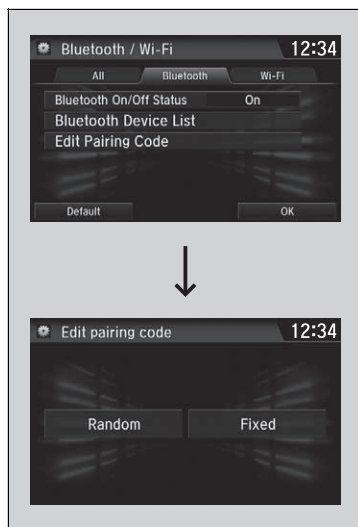 Bluetooth / Wi-Fi 12:34
All Bluetooth Wi-Fi
Bluetooth On/Off Status On
Bluetooth Device List
Edit Pairing Code
Default OK
Edit pairing code 12:34
Random Fixed